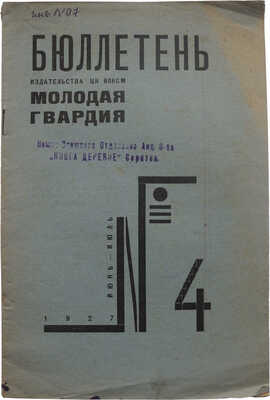 БЮЛЛЕТЕНЬ
ИЗДАТЕЛЬСТВА ЦК ВЛКСМ
МОЛОДАЯ
ГВАРДИЯ
„КНИГА ДЕРЕВНЕ“ Саратов.
ИЮНЬ—ИЮЛЬ
№ 4
1927